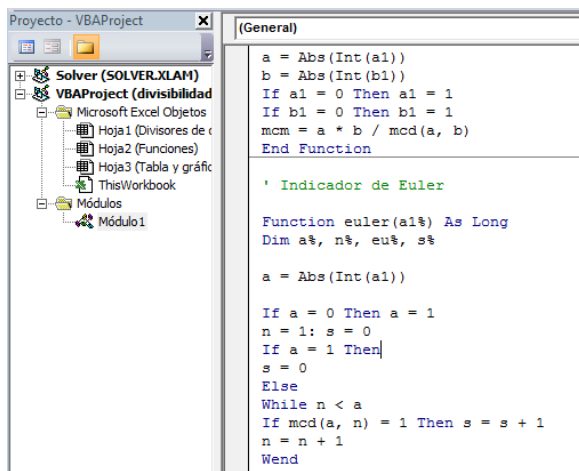 Proyecto - VBAProject
Solver (SOLVER.XLAM)
VBAProject (divisibilidad
Microsoft Excel Objetos
Hoja1 (Divisores de c
Hoja2 (Funciones)
Hoja3 (Tabla y gráfic
ThisWorkbook
Módulos
Módulo1
(General)
a = Abs(Int(a1))
b = Abs(Int(b1))
If a1 = 0 Then a1 = 1
If b1 = 0 Then b1 = 1
mcm = a * b / mcd(a, b)
End Function
' Indicador de Euler
Function euler(a1%) As Long
Dim a%, n%, eu%, s%
a = Abs(Int(a1))
If a = 0 Then a = 1
n = 1: s = 0
If a = 1 Then
s = 0
Else
While n < a
If mcd(a, n) = 1 Then s = s + 1
n = n + 1
Wend